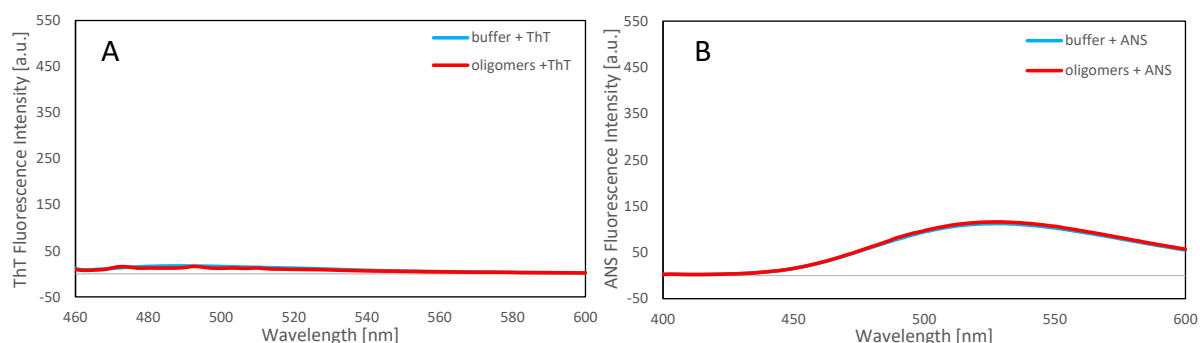 A
buffer + ThT
oligomers +ThT
ThT Fluorescence Intensity [a.u.]
550
450
350
250
150
50
-50
460 480 500 520 540 560 580 600
Wavelength [nm]
B
buffer + ANS
oligomers + ANS
ANS Fluorescence Intensity [a.u.]
550
450
350
250
150
50
-50
400 450 500 550 600
Wavelength [nm]